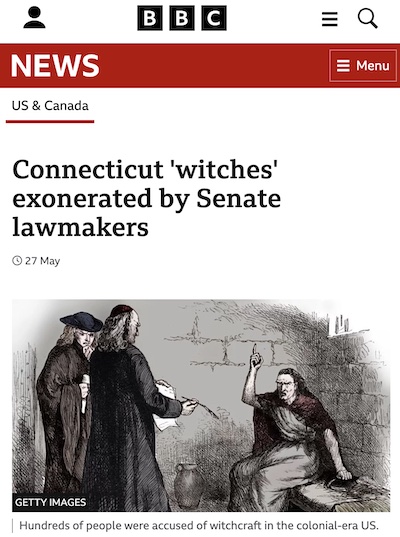 BBC
NEWS
Menu
US & Canada
Connecticut 'witches'
exonerated by Senate
lawmakers
27 May
GETTY IMAGES
Hundreds of people were accused of witchcraft in the colonial-era US.